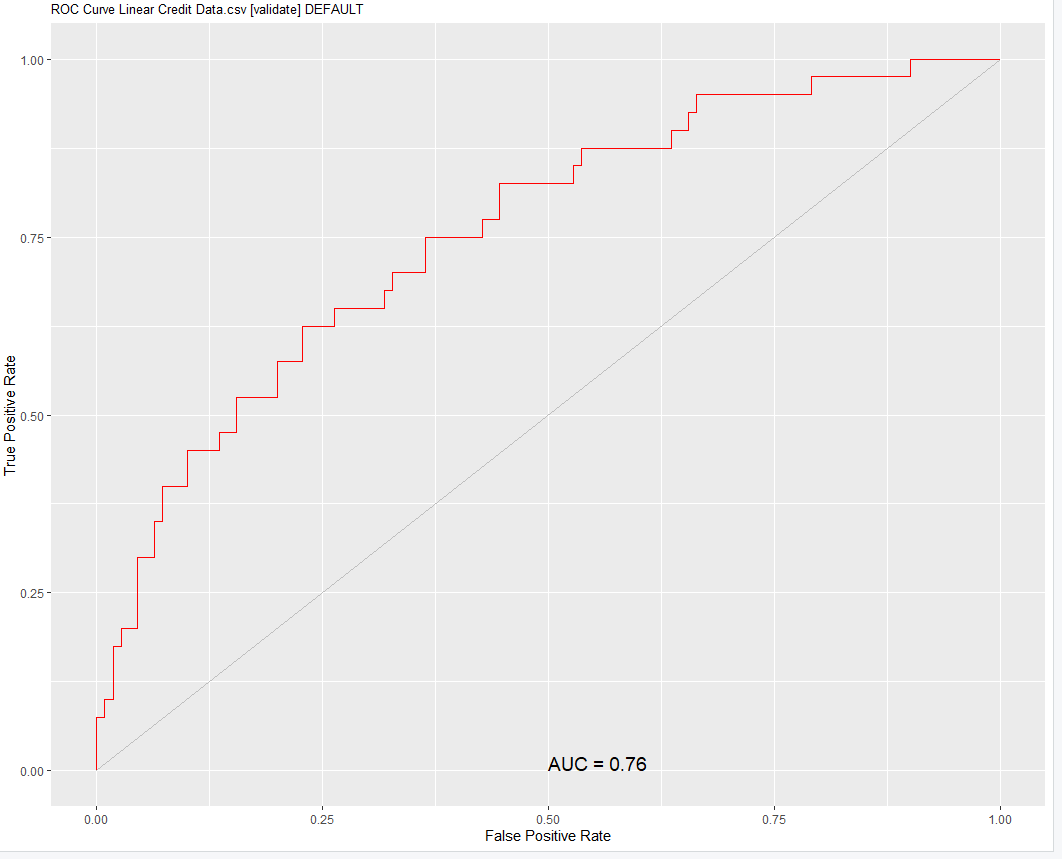 ROC Curve Linear Credit Data.csv [validate] DEFAULT
1.00
0.75
0.50
0.25
0.00
True Positive Rate
AUC = 0.76
0.00 0.25 0.50 0.75 1.00
False Positive Rate